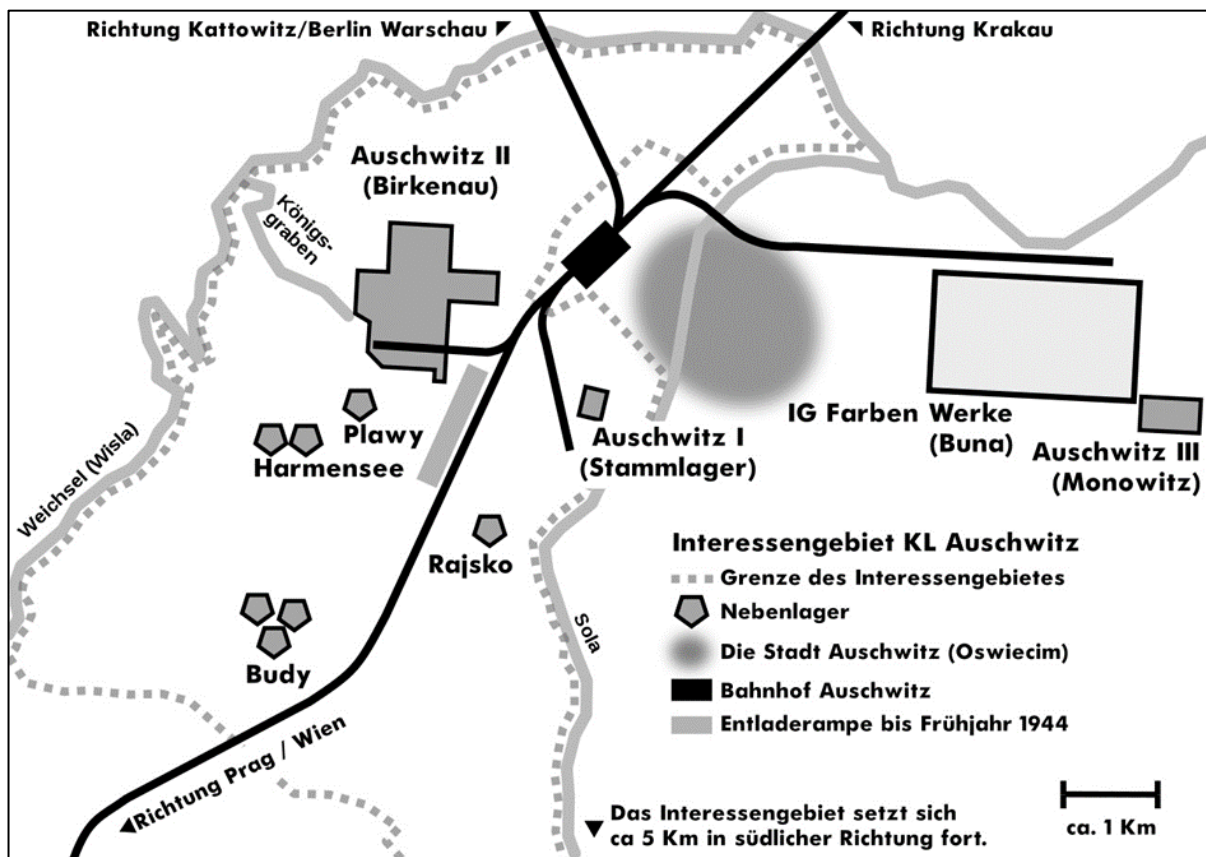 Richtung Kattowitz/Berlin Warschau
Richtung Krakau
Auschwitz II
(Birkenau)
Königs-
graben
Plawy
Harmensee
Weichsel (Wisla)
Auschwitz I
(Stammlager)
IG Farben Werke
(Buna)
Auschwitz III
(Monowitz)
Rajsko
Budy
Sola
Richtung Prag / Wien
Interessengebiet KL Auschwitz
Grenze des Interessengebietes
Nebenlager
Die Stadt Auschwitz (Oswiecim)
Bahnhof Auschwitz
Entladerampe bis Frühjahr 1944
Das Interessengebiet setzt sich
ca 5 Km in südlicher Richtung fort.
ca. 1 Km